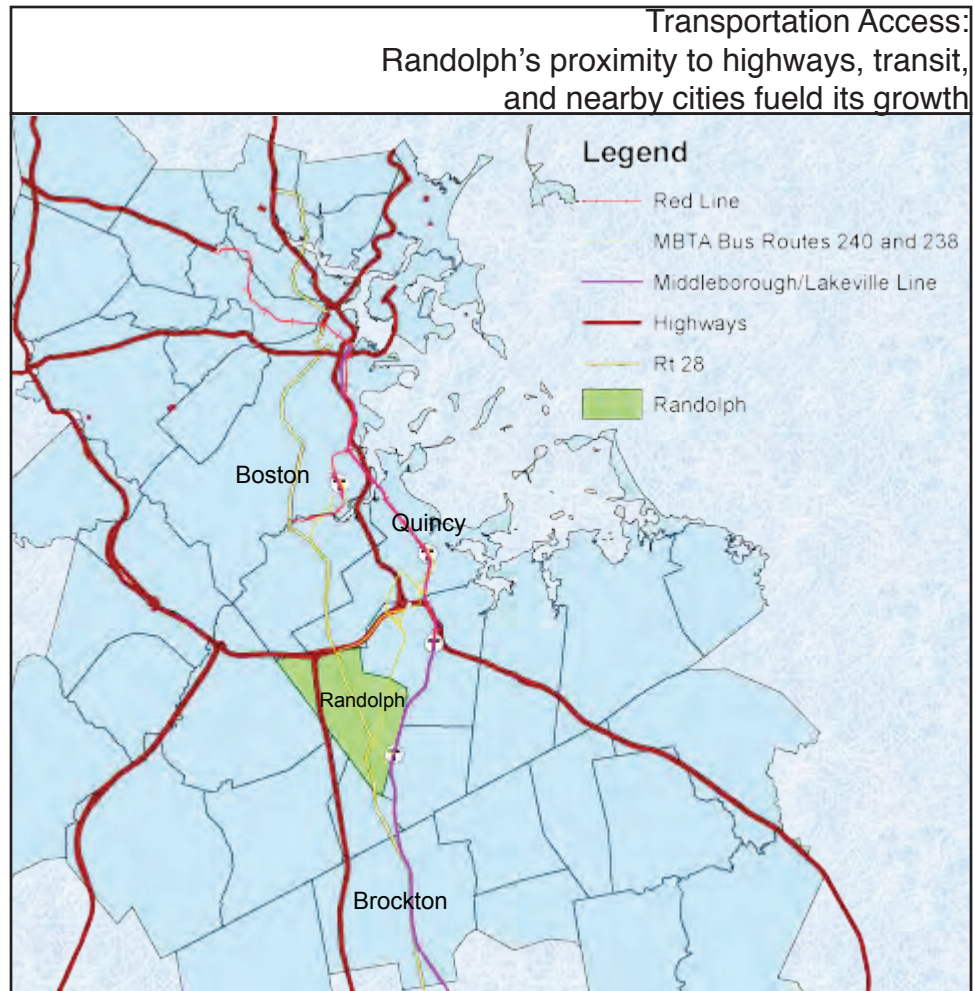 Transportation Access:
Randolph's proximity to highways, transit,
and nearby cities fueld its growth
Legend
Red Line
MBTA Bus Routes 240 and 238
Middleborough/Lakeville Line
Highways
Rt 28
Randolph
Boston
Quincy
Randolph
Brockton